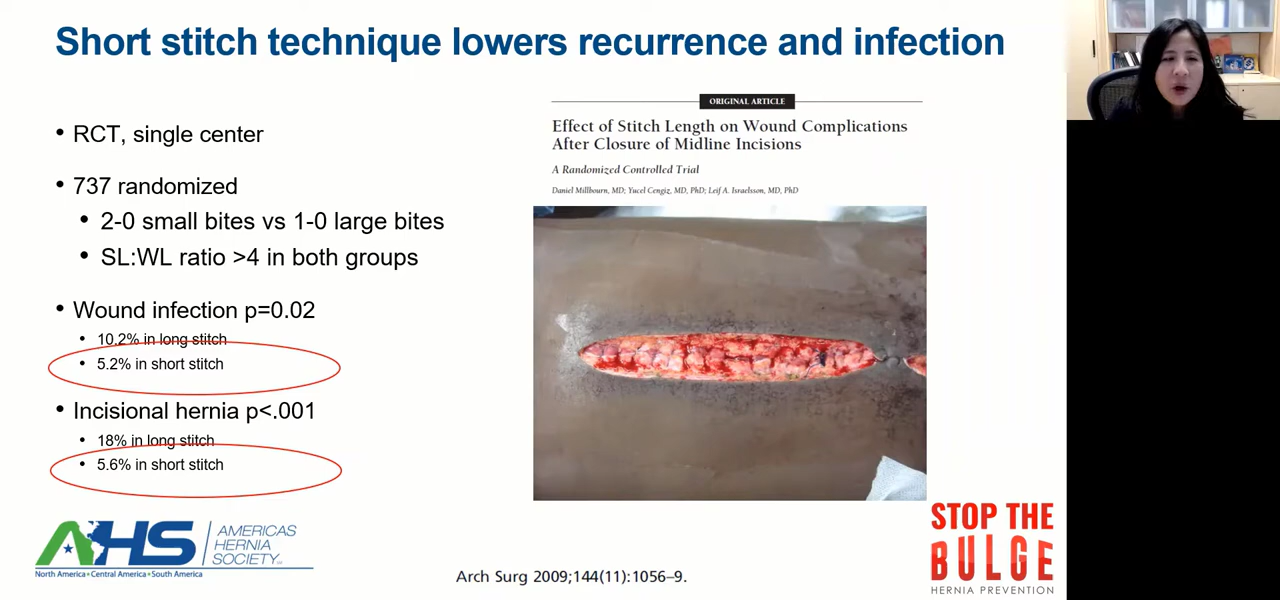 Short stitch technique lowers recurrence and infection
• RCT, single center
• 737 randomized
• 2-0 small bites vs 1-0 large bites
• SL:WL ratio >4 in both groups
• Wound infection p=0.02
• 10.2% in long stitch
• 5.2% in short stitch
• Incisional hernia p<.001
• 18% in long stitch
• 5.6% in short stitch
ORIGINAL ARTICLE
Effect of Stitch Length on Wound Complications
After Closure of Midline Incisions
A Randomized Controlled Trial
Daniel Millbourn, MD; Yucel Cengiz, MD, PhD; Leif A. Israelsson, MD, PhD
AHS
AMERICAS
HERNIA
SOCIETY
North America • Central America • South America
Arch Surg 2009;144(11):1056–9.
STOP THE
BULGE
HERNIA PREVENTION